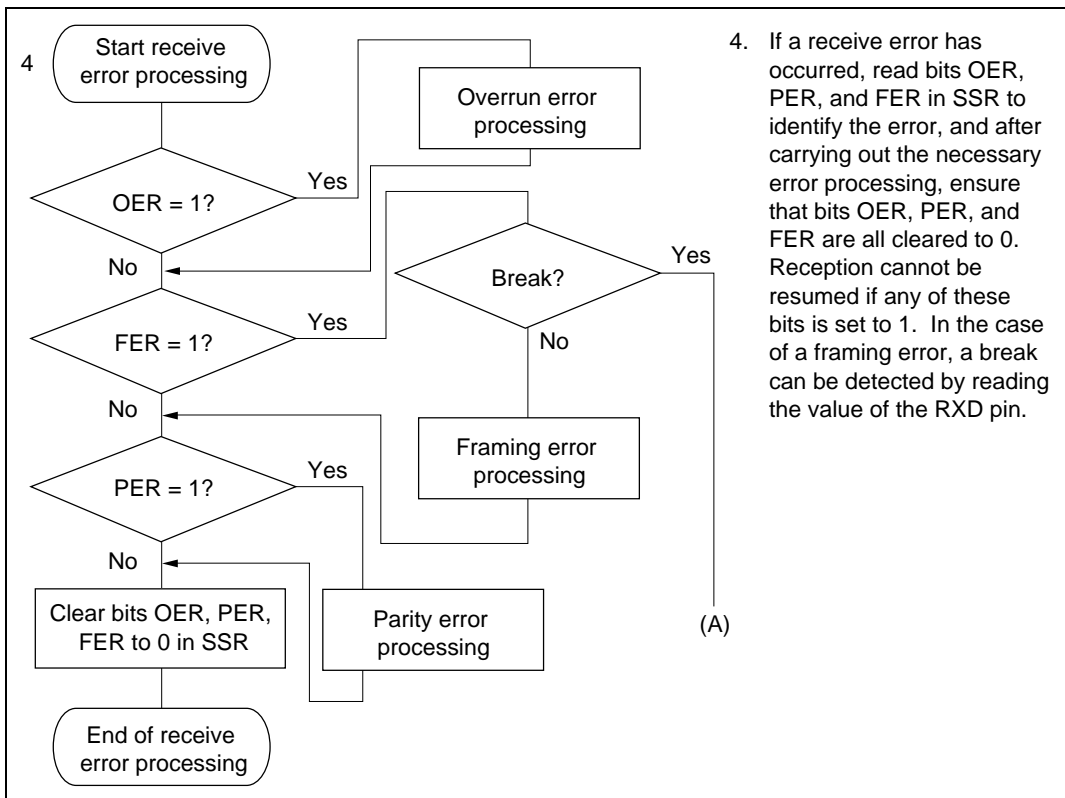 4
Start receive
error processing
Overrun error
processing
Yes
OER = 1?
No
Yes
Break?
Yes
FER = 1?
No
No
Framing error
processing
Yes
PER = 1?
No
Clear bits OER, PER,
FER to 0 in SSR
Parity error
processing
(A)
End of receive
error processing
4. If a receive error has
occurred, read bits OER,
PER, and FER in SSR to
identify the error, and after
carrying out the necessary
error processing, ensure
that bits OER, PER, and
FER are all cleared to 0.
Reception cannot be
resumed if any of these
bits is set to 1. In the case
of a framing error, a break
can be detected by reading
the value of the RXD pin.